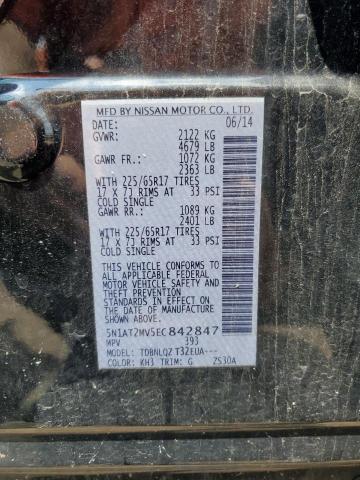 MFD BY NISSAN MOTOR CO., LTD.
DATE: 06/14
GVWR: 2122 KG
4679 LB
GAWR FR.: 1072 KG
2363 LB
WITH 225/65R17 TIRES
17 X 7J RIMS AT 33 PSI
COLD SINGLE
GAWR RR.: 1089 KG
2401 LB
WITH 225/65R17 TIRES
17 X 7J RIMS AT 33 PSI
COLD SINGLE
THIS VEHICLE CONFORMS TO
ALL APPLICABLE FEDERAL
MOTOR VEHICLE SAFETY
STANDARDS IN EFFECT ON
THE DATE OF MANUFACTURE
SHOWN ABOVE.
5N1AT2MV5EC842847
MPV 393
MODEL: TDBNLQZ T32EUA---
COLOR: KH3 TRIM: G ZS30A